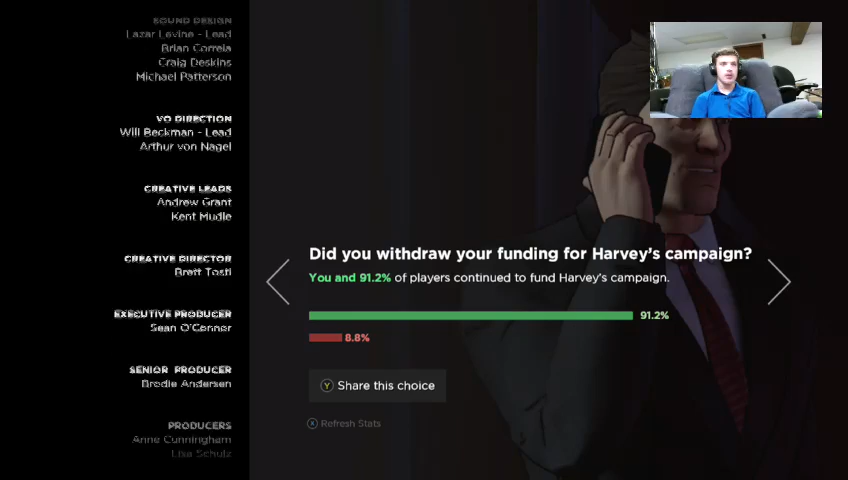 SOUND DESIGN
Lazar Levine - Lead
Brian Correia
Craig Deskins
Michael Patterson
VO DIRECTION
Will Beckman - Lead
Arthur von Nagel
CREATIVE LEADS
Andrew Grant
Kent Mudle
CREATIVE DIRECTOR
Brett Tosti
EXECUTIVE PRODUCER
Sean O'Connor
SENIOR PRODUCER
Brodie Andersen
PRODUCERS
Anne Cunningham
Lisa Schulz
Did you withdraw your funding for Harvey's campaign?
You and 91.2% of players continued to fund Harvey's campaign.
91.2%
8.8%
Y Share this choice
X Refresh Stats